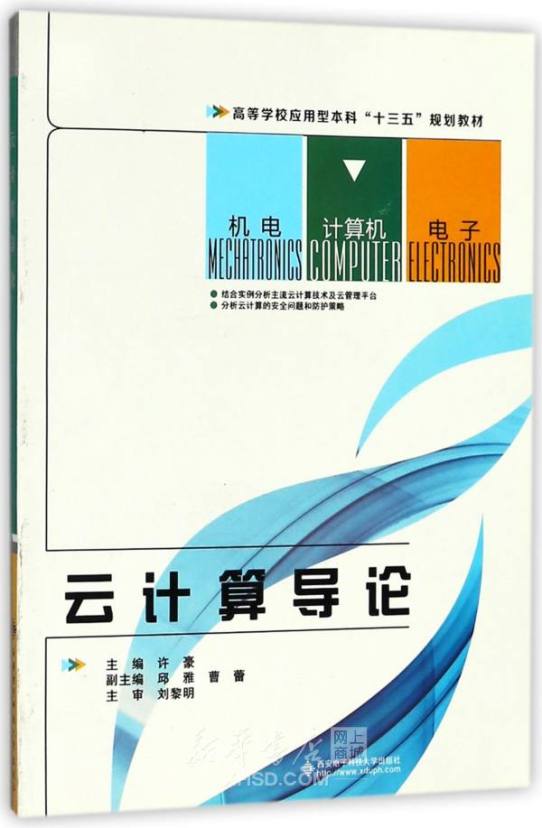 高等学校应用型本科“十三五”规划教材
机电 计算机 电子
MECHATRONICS COMPUTER ELECTRONICS
●结合实例分析主流云计算技术及云管理平台
●分析云计算的安全问题和防护策略
云计算导论
主编 许豪
副主编 邱雅 曹蕾
主审 刘黎明
新华书店
网上商城
西安电子科技大学出版社
http://www.xduph.com